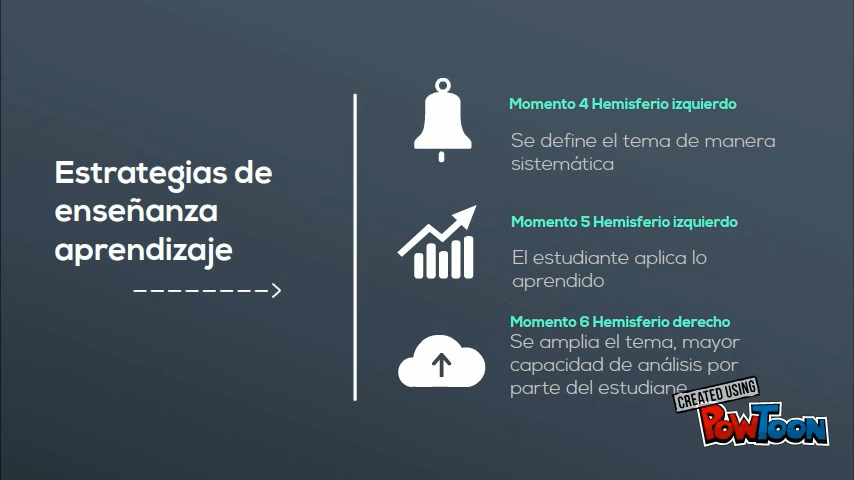 Estrategias de
enseñanza
aprendizaje
Momento 4 Hemisferio izquierdo
Se define el tema de manera
sistemática
Momento 5 Hemisferio izquierdo
El estudiante aplica lo
aprendido
Momento 6 Hemisferio derecho
Se amplia el tema, mayor
capacidad de análisis por
parte del estudiane
CREATED USING
POWTOON